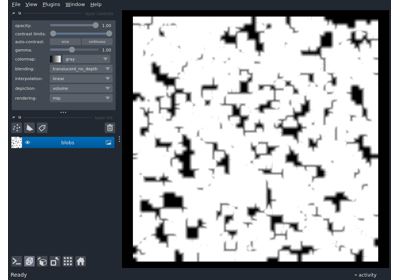 File View Plugins Window Help
opacity: 1.00
contrast limits:
auto-contrast: once continuous
gamma: 1.00
colormap: gray
blending: translucent_no_depth
interpolation: linear
depiction: volume
rendering: mip
blobs
Ready
activity